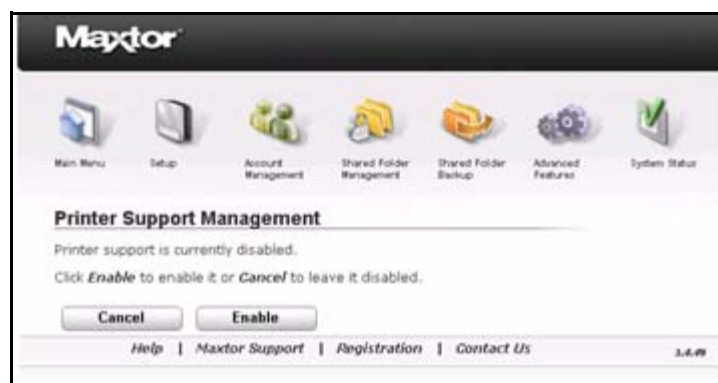 Maxtor
Main Menu
Setup
Account Management
Shared Folder Management
Shared Folder Backup
Advanced Features
System Status
Printer Support Management
Printer support is currently disabled.
Click Enable to enable it or Cancel to leave it disabled.
Cancel Enable
Help | Maxtor Support | Registration | Contact Us